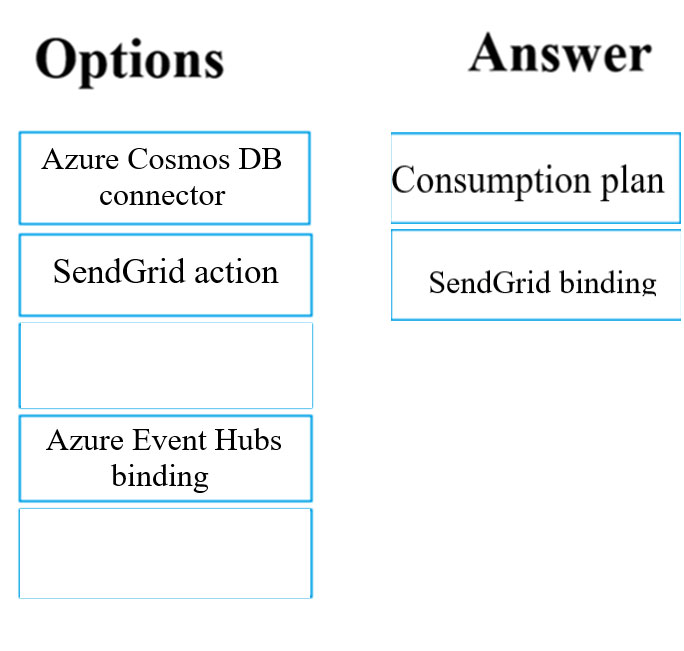 Options
Answer
Azure Cosmos DB
connector
SendGrid action
Azure Event Hubs
binding
Consumption plan
SendGrid binding